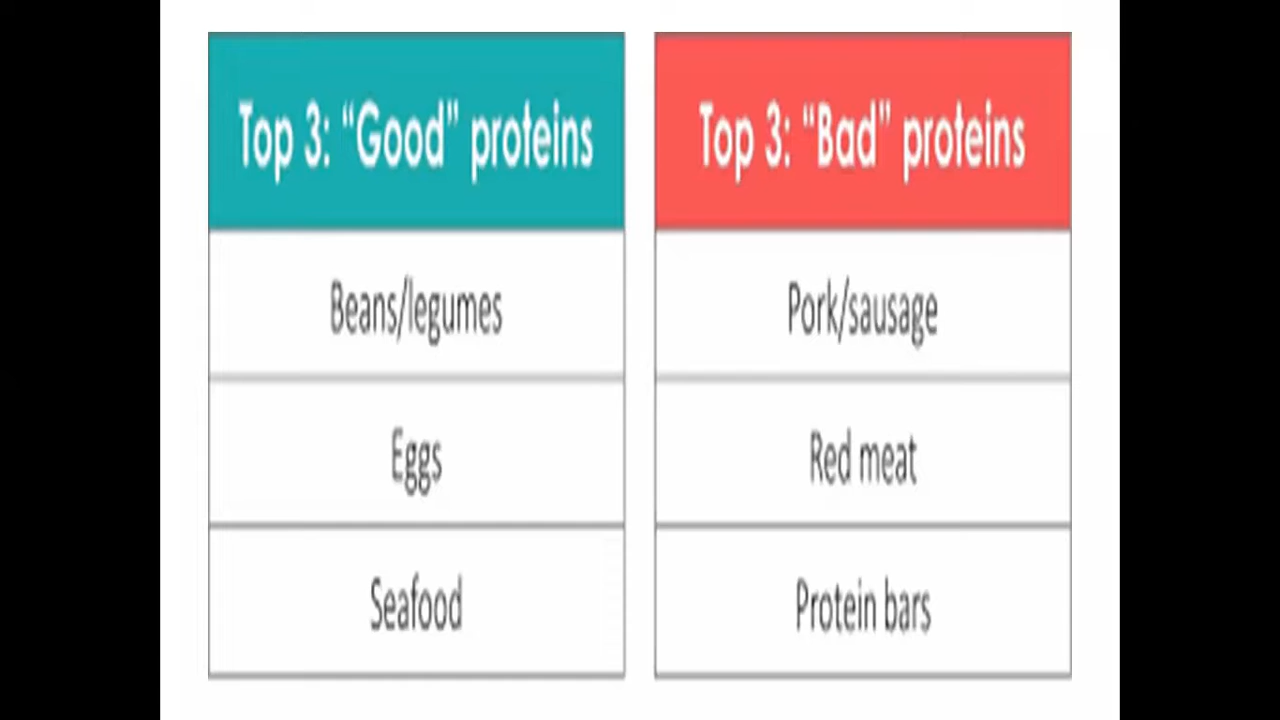 Top 3: “Good” proteins
Beans/legumes
Eggs
Seafood
Top 3: “Bad” proteins
Pork/sausage
Red meat
Protein bars